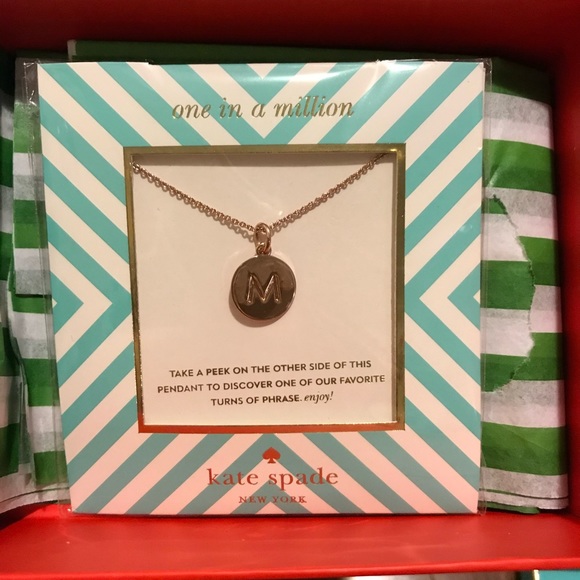 one in a million
M
TAKE A PEEK ON THE OTHER SIDE OF THIS
PENDANT TO DISCOVER ONE OF OUR FAVORITE
TURNS OF PHRASE. enjoy!
kate spade
NEW YORK